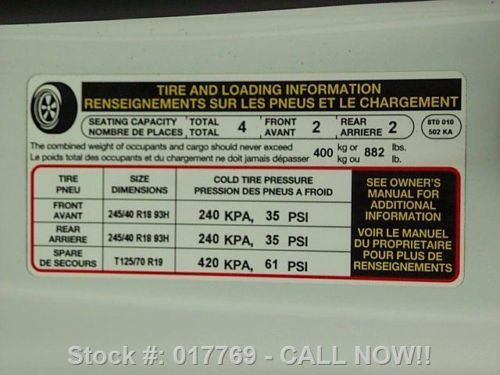 TIRE AND LOADING INFORMATION
RENSEIGNEMENTS SUR LES PNEUS ET LE CHARGEMENT
SEATING CAPACITY TOTAL 4 FRONT 2 REAR 2
NOMBRE DE PLACES TOTAL AVANT ARRIERE
8T0 010
502 KA
The combined weight of occupants and cargo should never exceed 400 kg or 882 lbs.
Le poids total des occupants et du chargement ne doit jamais dépasser kg ou lb.
TIRE SIZE COLD TIRE PRESSURE
PNEU DIMENSIONS PRESSION DES PNEUS A FROID
FRONT
AVANT 245/40 R18 93H 240 KPA, 35 PSI
REAR
ARRIERE 245/40 R18 93H 240 KPA, 35 PSI
SPARE
DE SECOURS T125/70 R19 420 KPA, 61 PSI
SEE OWNER'S
MANUAL FOR
ADDITIONAL
INFORMATION
VOIR LE MANUEL
DU PROPRIETAIRE
POUR PLUS DE
RENSEIGNEMENTS
Stock #: 017769 - CALL NOW!!